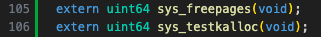 105 extern uint64 sys_freepages(void);
106 extern uint64 sys_testkalloc(void);